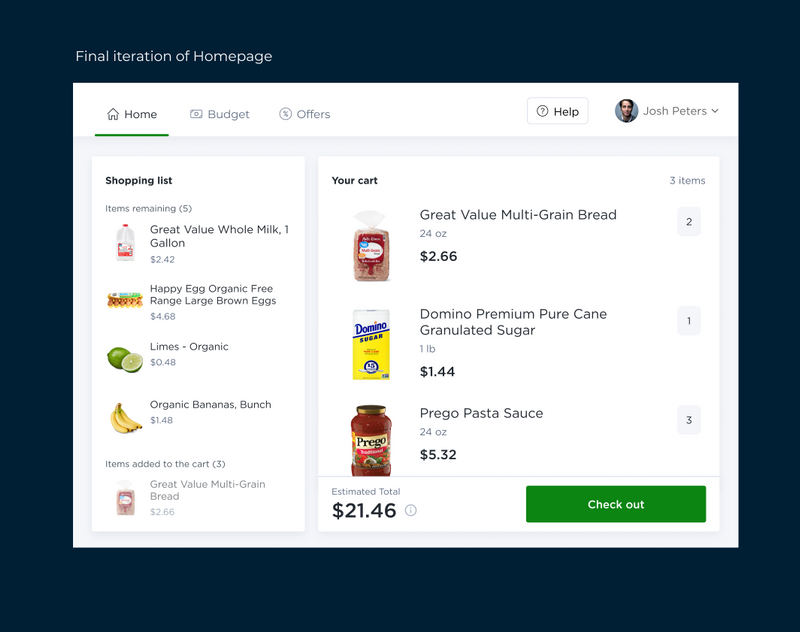 Final iteration of Homepage
Home
Budget
Offers
Help
Josh Peters
Shopping list
Items remaining (5)
Great Value Whole Milk, 1
Gallon
$2.42
Happy Egg Organic Free
Range Large Brown Eggs
$4.68
Limes - Organic
$0.48
Organic Bananas, Bunch
$1.48
Items added to the cart (3)
Great Value Multi-Grain
Bread
$2.66
Your cart
3 items
Great Value Multi-Grain Bread
24 oz
$2.66
2
Domino
SUGAR
Domino Premium Pure Cane
Granulated Sugar
1 lb
$1.44
1
Prego
Traditional
Prego Pasta Sauce
24 oz
$5.32
3
Estimated Total
$21.46
Check out